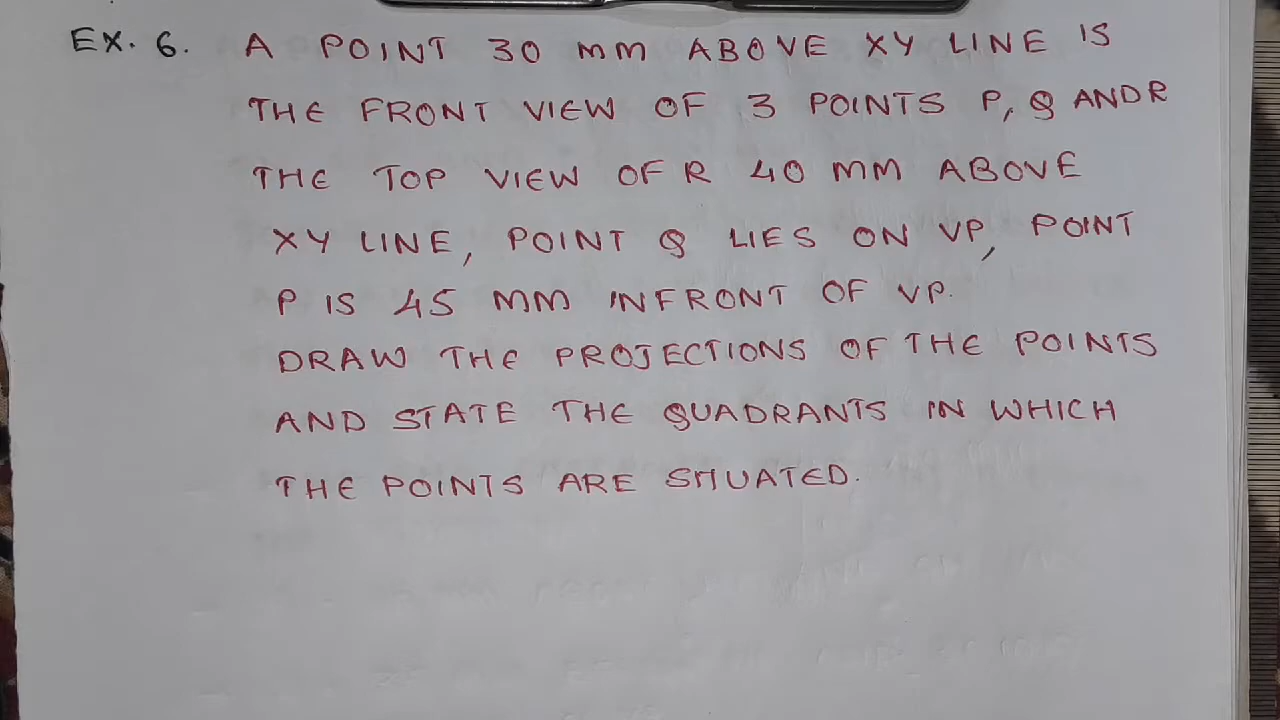 EX. 6. A POINT 30 mm ABOVE XY LINE IS
THE FRONT VIEW OF 3 POINTS P, Q AND R
THE TOP VIEW OF R 40 MM ABOVE
XY LINE, POINT Q LIES ON VP, POINT
P IS 45 MM INFRONT OF VP.
DRAW THE PROJECTIONS OF THE POINTS
AND STATE THE QUADRANTS IN WHICH
THE POINTS ARE SITUATED.